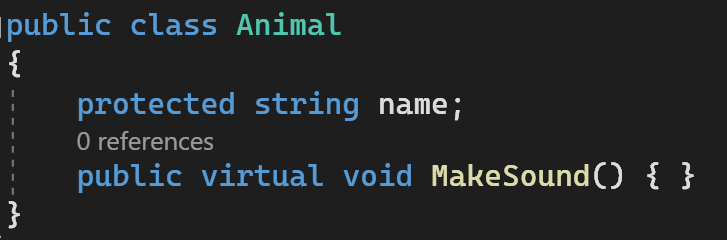 public class Animal
{
protected string name;
0 references
public virtual void MakeSound() { }
}